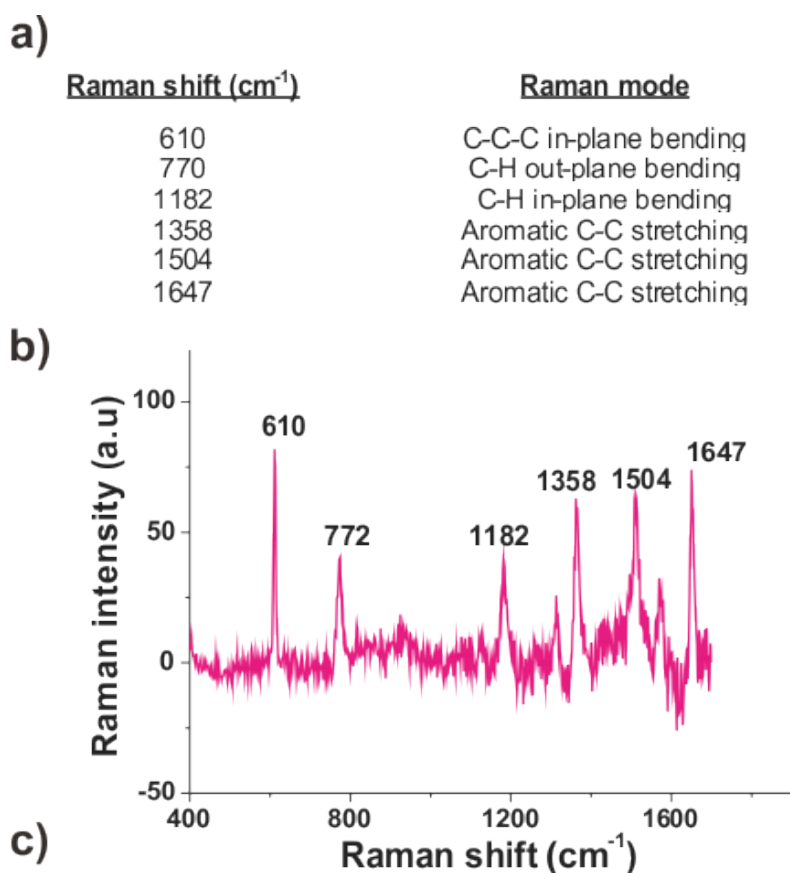 a)
Raman shift (cm⁻¹) Raman mode
610 C-C-C in-plane bending
770 C-H out-plane bending
1182 C-H in-plane bending
1358 Aromatic C-C stretching
1504 Aromatic C-C stretching
1647 Aromatic C-C stretching
b)
Raman intensity (a.u)
100
50
0
-50
610
772
1182
1358
1504
1647
400 800 1200 1600
Raman shift (cm⁻¹)
c)